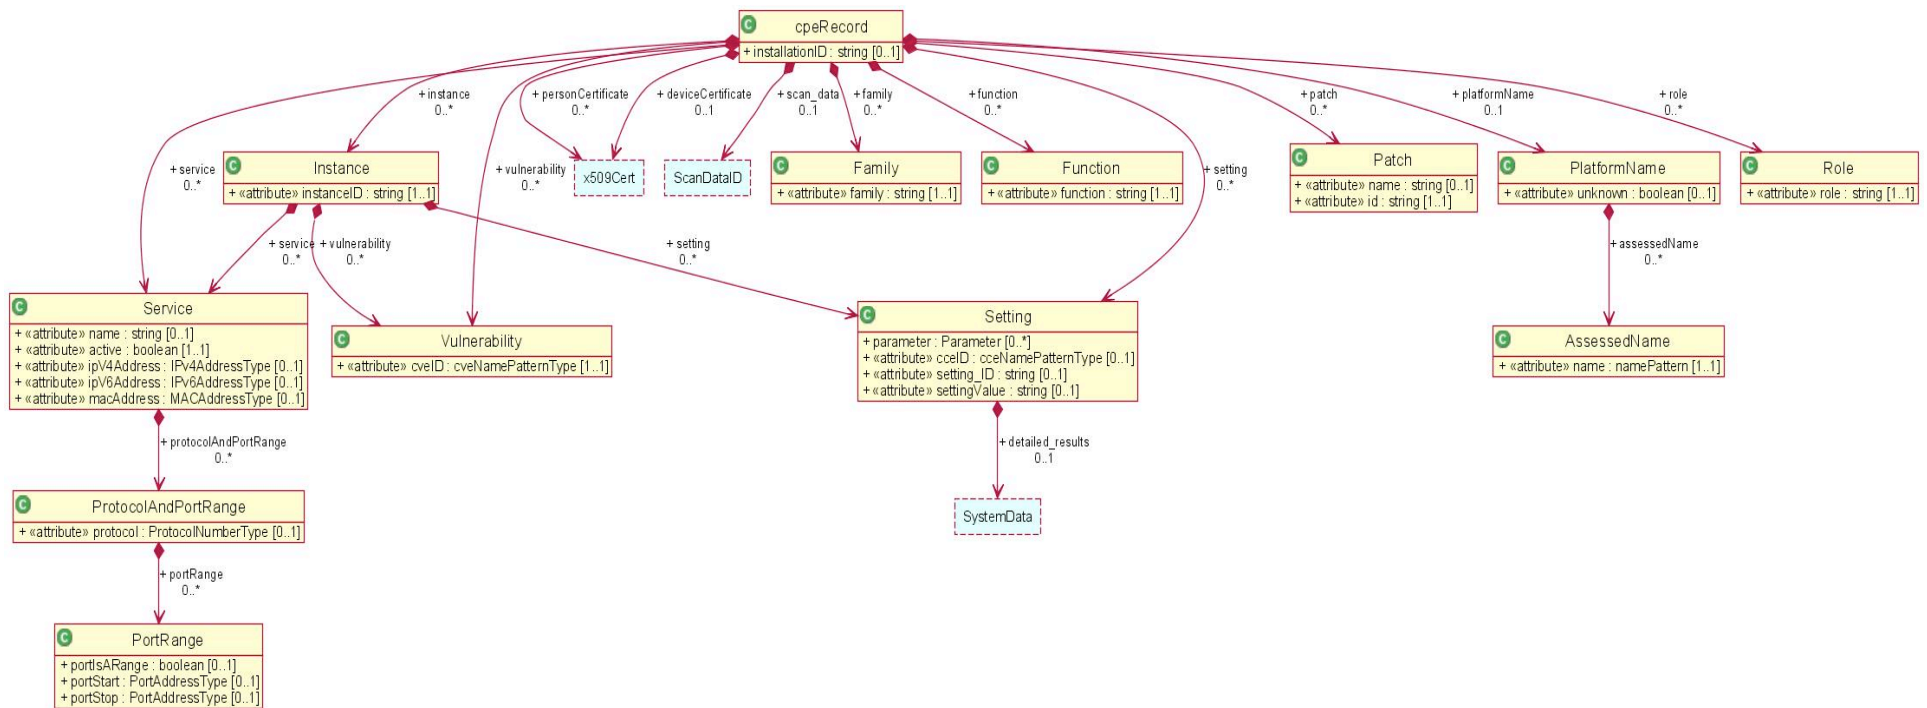 C cpeRecord
+ installationID : string [0..1]
+ instance
0..*
+ personCertificate
0..*
+ deviceCertificate
0..1
+ scan_data
0..1
+ family
0..*
+ function
0..*
+ patch
0..*
+ platformName
0..1
+ role
0..*
+ service
0..*
+ vulnerability
0..*
+ setting
0..*
C Instance
+ «attribute» instanceID : string [1..1]
x509Cert
ScanDataID
C Family
+ «attribute» family : string [1..1]
C Function
+ «attribute» function : string [1..1]
C Patch
+ «attribute» name : string [0..1]
+ «attribute» id : string [1..1]
C PlatformName
+ «attribute» unknown : boolean [0..1]
C Role
+ «attribute» role : string [1..1]
+ service
0..*
+ vulnerability
0..*
+ setting
0..*
+ assessedName
0..*
C Service
+ «attribute» name : string [0..1]
+ «attribute» active : boolean [1..1]
+ «attribute» ipV4Address : IPv4AddressType [0..1]
+ «attribute» ipV6Address : IPv6AddressType [0..1]
+ «attribute» macAddress : MACAddressType [0..1]
C Vulnerability
+ «attribute» cveID : cveNamePatternType [1..1]
C Setting
+ parameter : Parameter [0..*]
+ «attribute» cceID : cceNamePatternType [0..1]
+ «attribute» setting_ID : string [0..1]
+ «attribute» settingValue : string [0..1]
C AssessedName
+ «attribute» name : namePattern [1..1]
+ protocolAndPortRange
0..*
+ detailed_results
0..1
C ProtocolAndPortRange
+ «attribute» protocol : ProtocolNumberType [0..1]
SystemData
+ portRange
0..*
C PortRange
+ portIsARange : boolean [0..1]
+ portStart : PortAddressType [0..1]
+ portStop : PortAddressType [0..1]